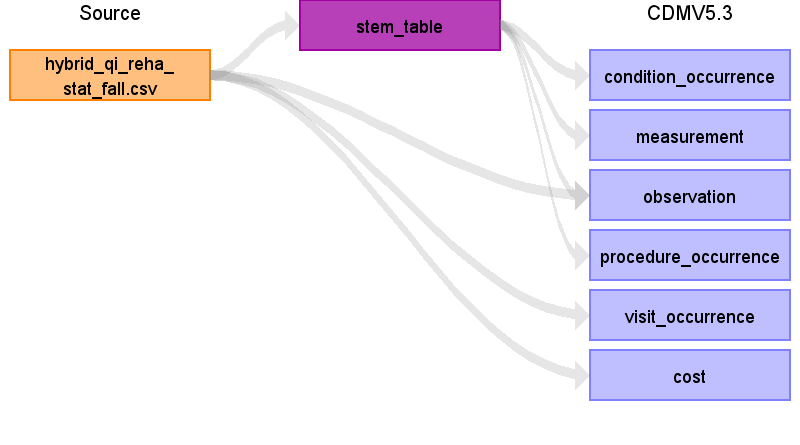 Source
stem_table
CDMV5.3
hybrid_qi_reha_
stat_fall.csv
condition_occurrence
measurement
observation
procedure_occurrence
visit_occurrence
cost